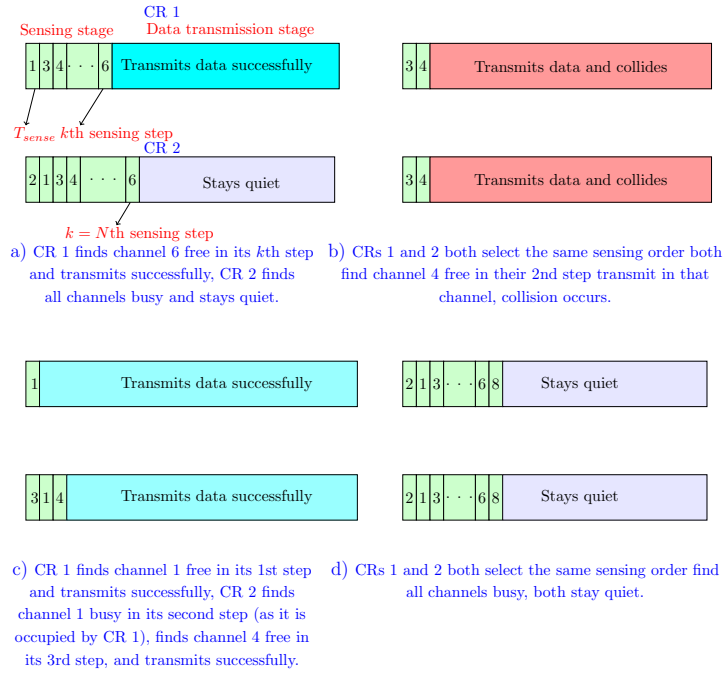 CR 1
Sensing stage
Data transmission stage
1 3 4 · · · 6 Transmits data successfully
T_sense kth sensing step
CR 2
2 1 3 4 · · · 6 Stays quiet
k = Nth sensing step
a) CR 1 finds channel 6 free in its kth step
and transmits successfully, CR 2 finds
all channels busy and stays quiet.
3 4 Transmits data and collides
3 4 Transmits data and collides
b) CRs 1 and 2 both select the same sensing order both
find channel 4 free in their 2nd step transmit in that
channel, collision occurs.
1 Transmits data successfully
3 1 4 Transmits data successfully
c) CR 1 finds channel 1 free in its 1st step
and transmits successfully, CR 2 finds
channel 1 busy in its second step (as it is
occupied by CR 1), finds channel 4 free in
its 3rd step, and transmits successfully.
2 1 3 · · · 6 8 Stays quiet
2 1 3 · · · 6 8 Stays quiet
d) CRs 1 and 2 both select the same sensing order find
all channels busy, both stay quiet.